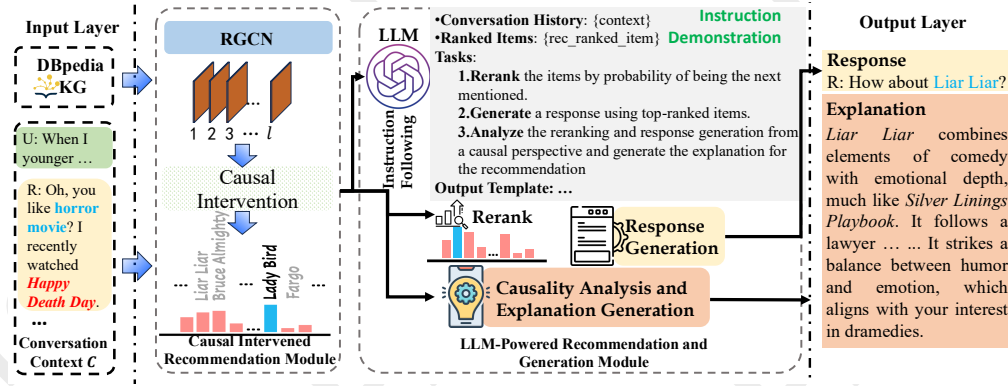 Input Layer
DBpedia
KG
U: When I
younger …
R: Oh, you
like horror
movie? I
recently
watched
Happy
Death Day.
...
Conversation
Context C
RGCN
1 2 3 ... l
Causal
Intervention
...
Liar Liar
Bruce Almighty
...
Lady Bird
Fargo
...
Causal Intervened
Recommendation Module
LLM
Instruction
Following
•Conversation History: {context}
Instruction
•Ranked Items: {rec_ranked_item}
Demonstration
Tasks:
1.Rerank the items by probability of being the next
mentioned.
2.Generate a response using top-ranked items.
3.Analyze the reranking and response generation from
a causal perspective and generate the explanation for
the recommendation
Output Template: …
Rerank
...
Response
Generation
Causality Analysis and
Explanation Generation
LLM-Powered Recommendation and
Generation Module
Output Layer
Response
R: How about Liar Liar?
Explanation
Liar Liar combines
elements of comedy
with emotional depth,
much like Silver Linings
Playbook. It follows a
lawyer … ... It strikes a
balance between humor
and emotion, which
aligns with your interest
in dramedies.